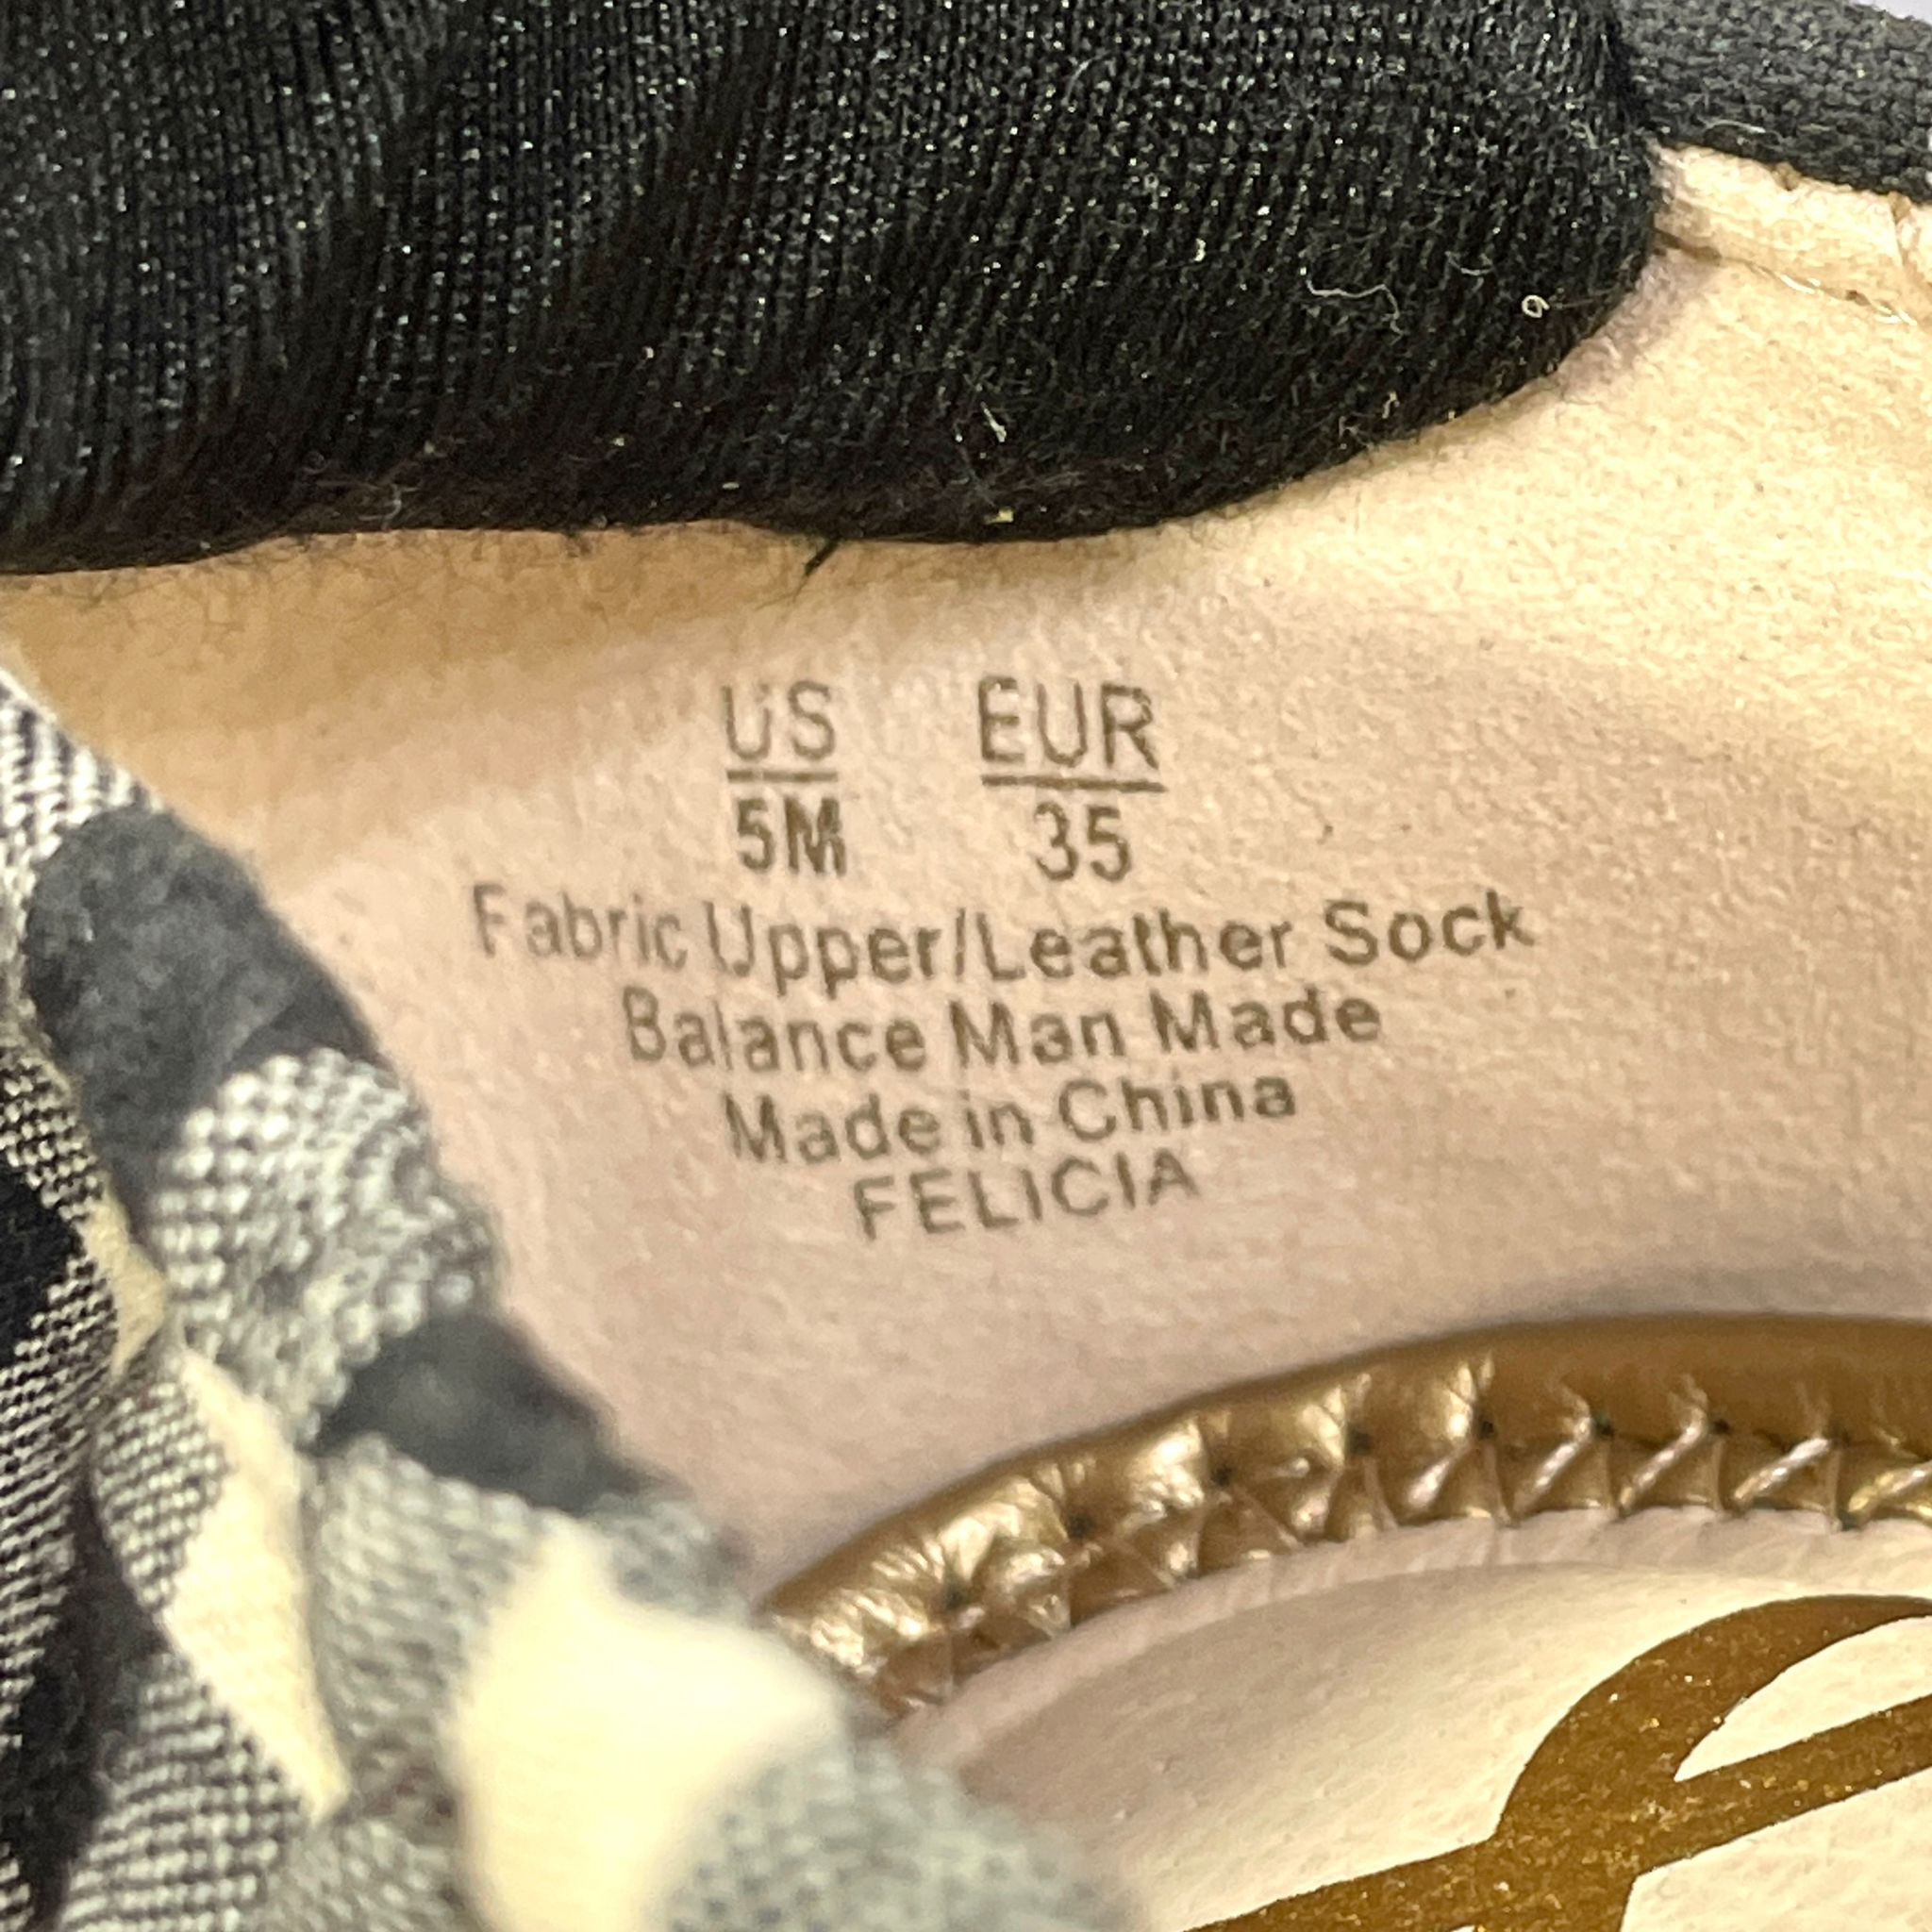 US EUR
5M 35
Fabric Upper/Leather Sock
Balance Man Made
Made in China
FELICIA